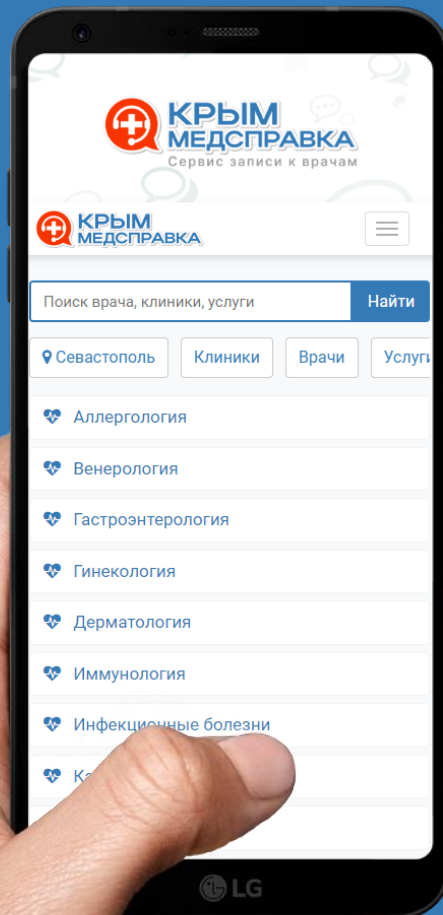 КРЫМ
МЕДСПРАВКА
Сервис записи к врачам
КРЫМ
МЕДСПРАВКА
Поиск врача, клиники, услуги Найти
Севастополь Клиники Врачи
Аллергология
Венерология
Гастроэнтерология
Гинекология
Дерматология
Иммунология
Инфекционные болезни
LG